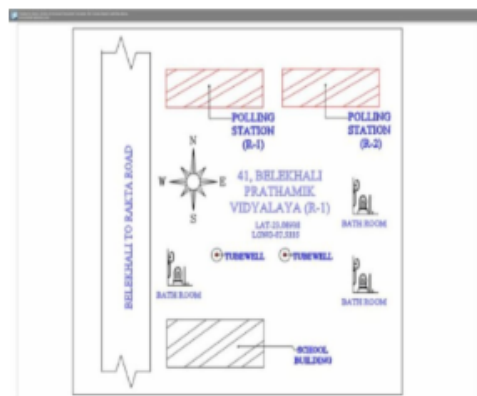 POLLING
STATION
(R-1)
POLLING
STATION
(R-2)
N
W
E
S
41, BELEKHALI
PRATHAMIK
VIDYALAYA (R-1)
BELEKHALI TO RAKTA ROAD
BATH ROOM
TUBEWELL
TUBEWELL
BATH ROOM
BATH ROOM
SCHOOL
BUILDING